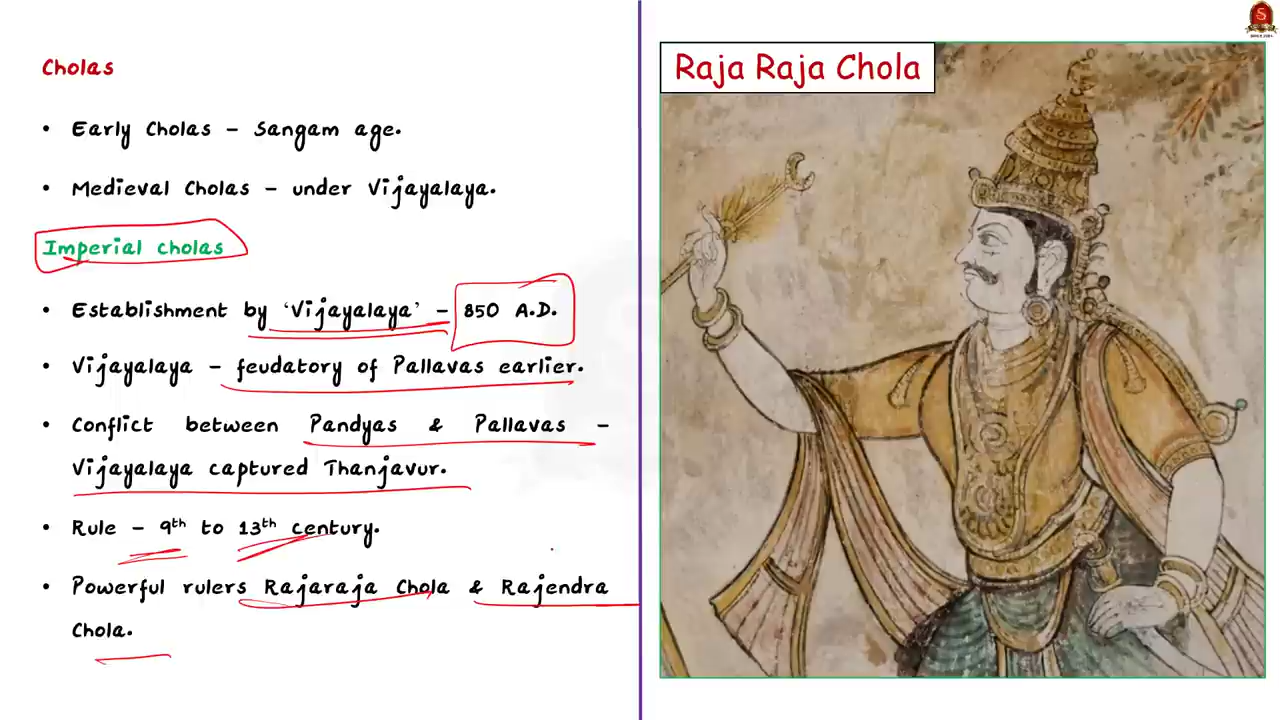 Cholas
• Early Cholas – Sangam age.
• Medieval Cholas – under Vijayalaya.
Imperial cholas
• Establishment by ‘Vijayalaya’ – 850 A.D.
• Vijayalaya – feudatory of Pallavas earlier.
• Conflict between Pandyas & Pallavas –
Vijayalaya captured Thanjavur.
• Rule – 9th to 13th century.
• Powerful rulers Rajaraja Chola & Rajendra
Chola.
Raja Raja Chola